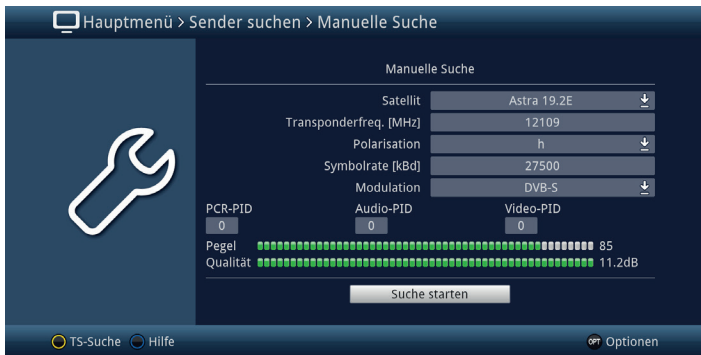 Hauptmenü > Sender suchen > Manuelle Suche
Manuelle Suche
Satellit Astra 19.2E
Transponderfreq. [MHz] 12109
Polarisation h
Symbolrate [kBd] 27500
Modulation DVB-S
PCR-PID Audio-PID Video-PID
0 0 0
Pegel 85
Qualität 11.2dB
Suche starten
TS-Suche Hilfe OPT Optionen